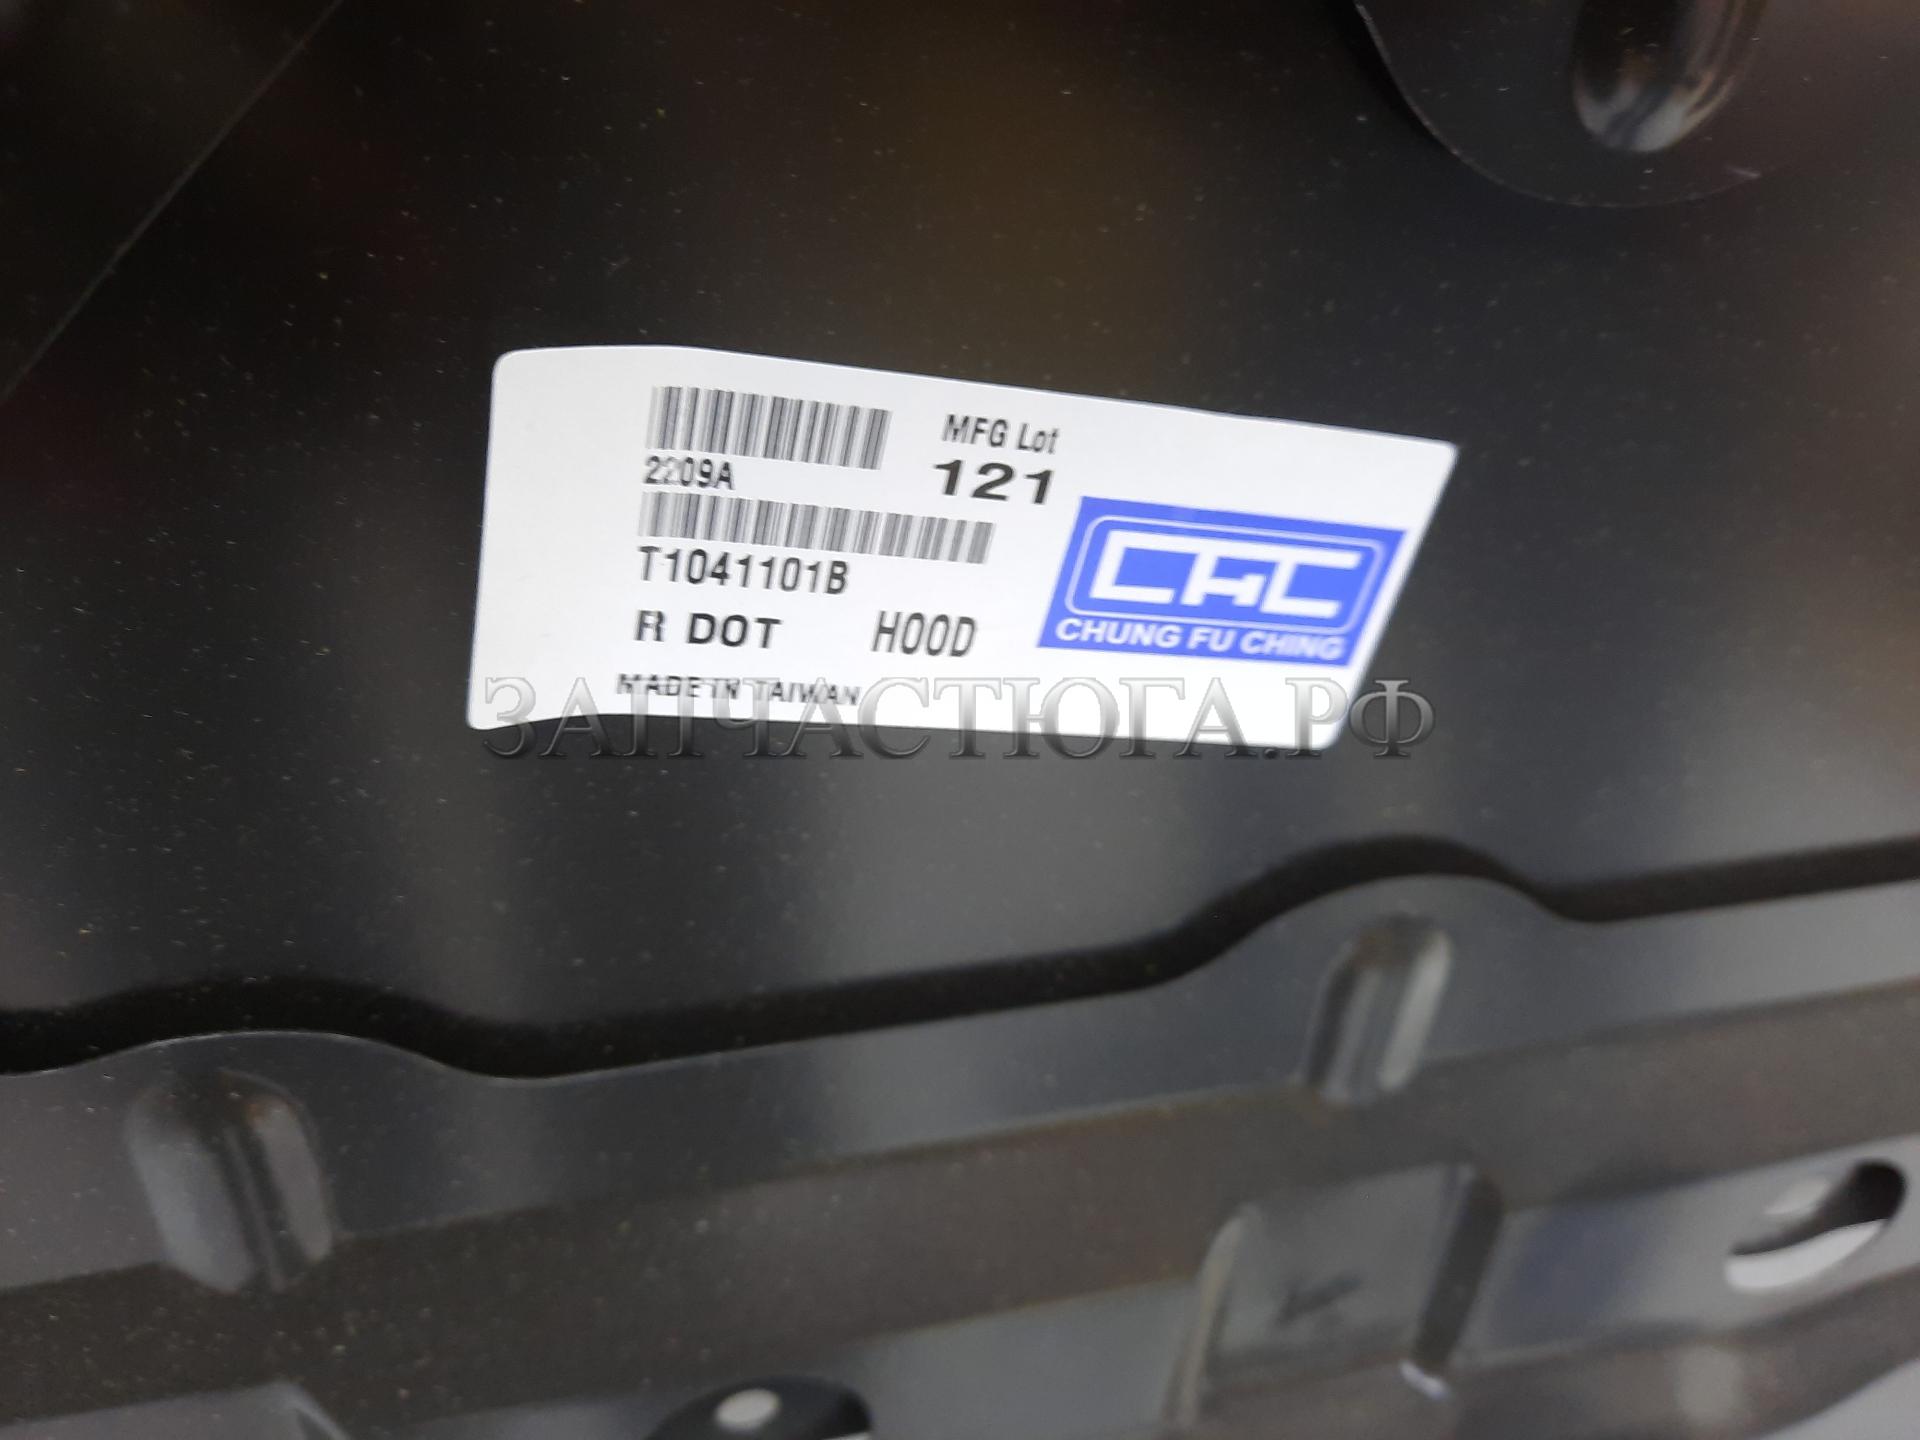 2209A
MFG Lot
121
T1041101B
R DOT HOOD
MADE IN TAIWAN
CFC
CHUNG FU CHING
ЗАПЧАСТЮГА.РФ